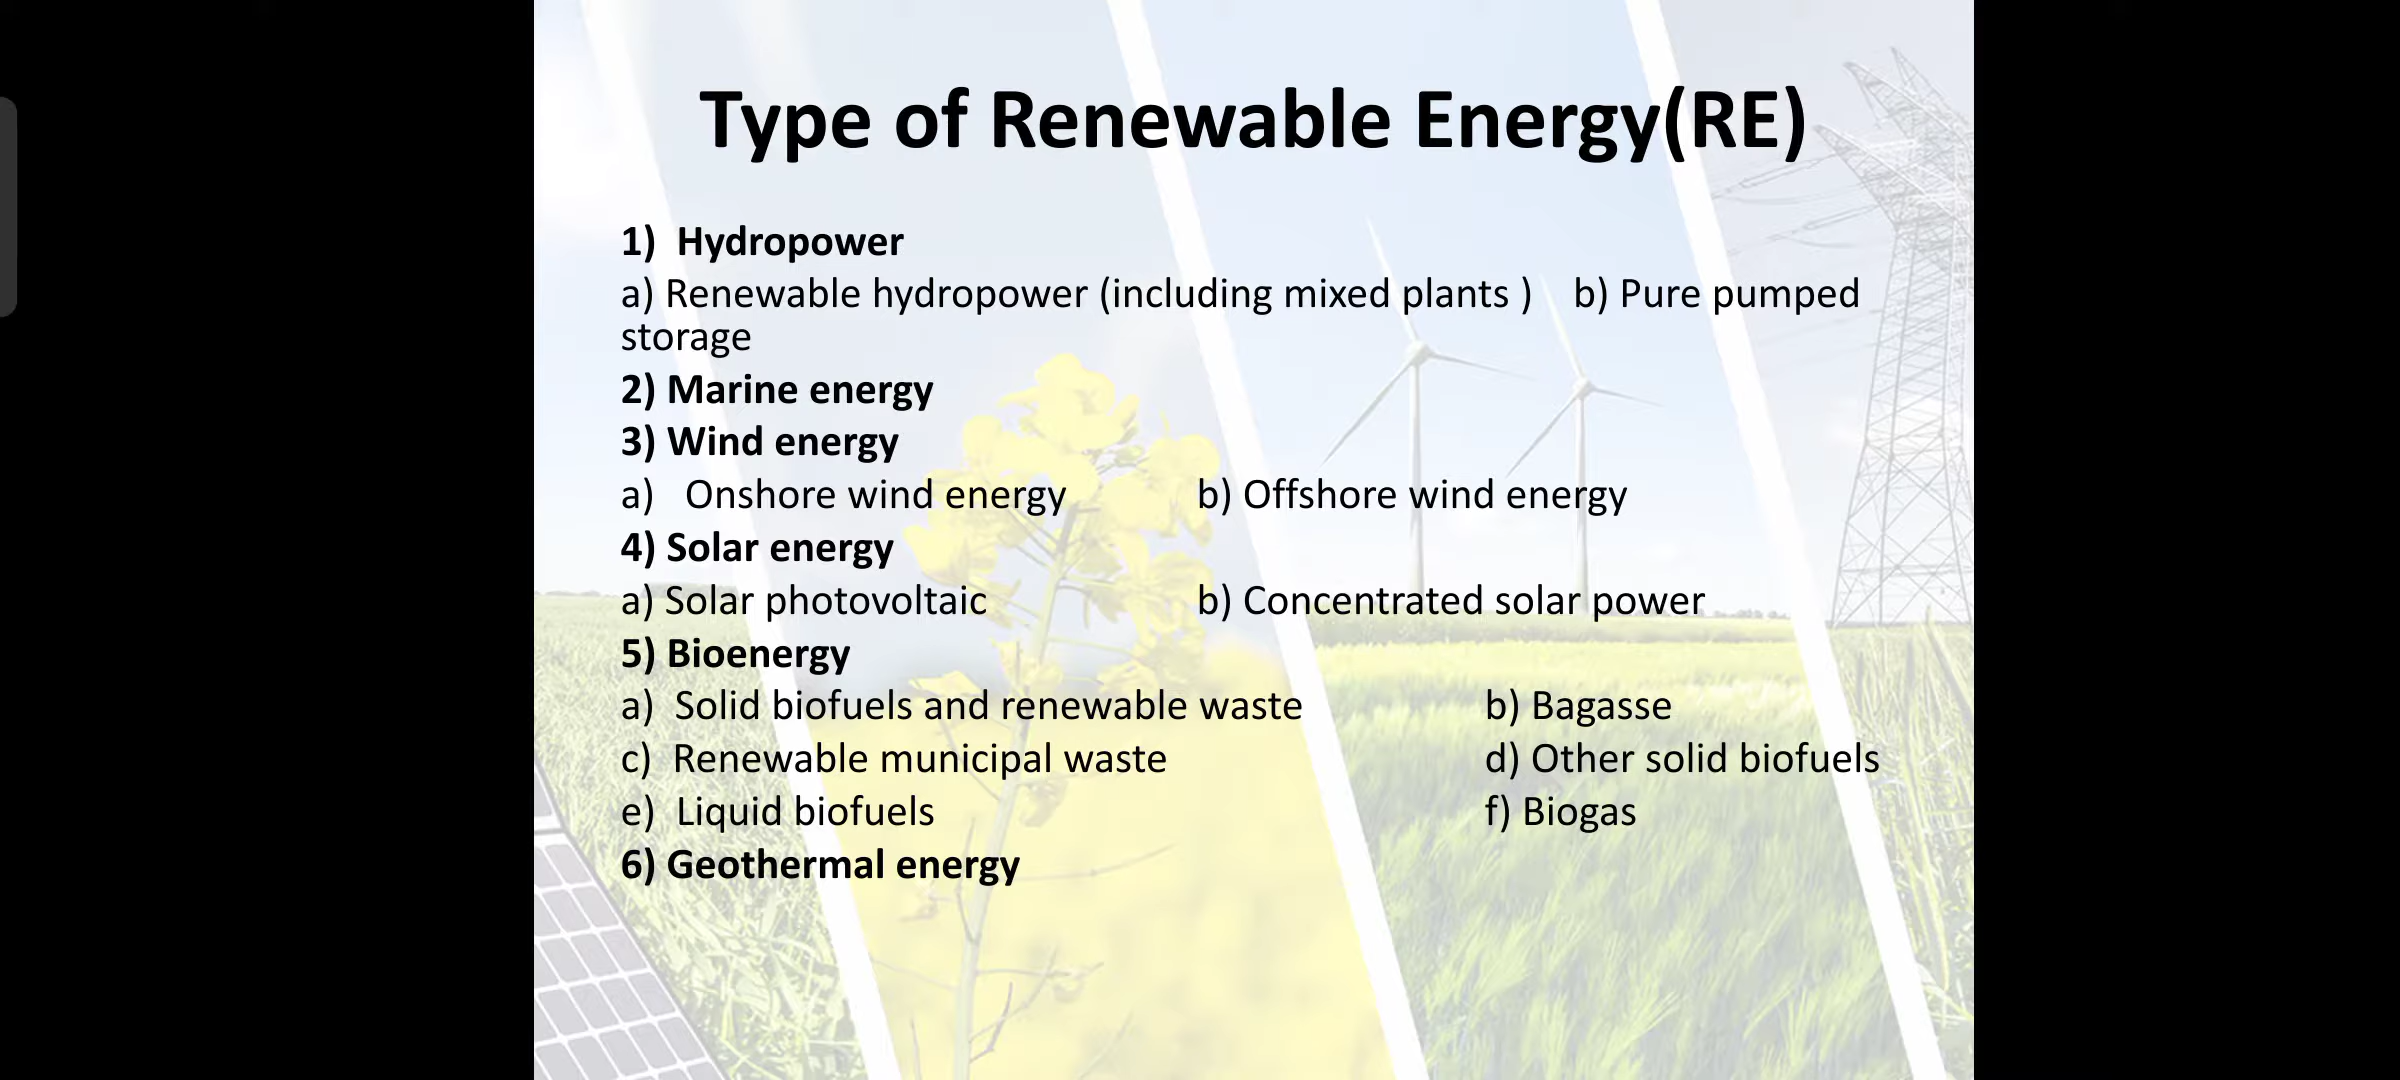 Type of Renewable Energy(RE)
1) Hydropower
a) Renewable hydropower (including mixed plants ) b) Pure pumped
storage
2) Marine energy
3) Wind energy
a) Onshore wind energy b) Offshore wind energy
4) Solar energy
a) Solar photovoltaic b) Concentrated solar power
5) Bioenergy
a) Solid biofuels and renewable waste b) Bagasse
c) Renewable municipal waste d) Other solid biofuels
e) Liquid biofuels f) Biogas
6) Geothermal energy